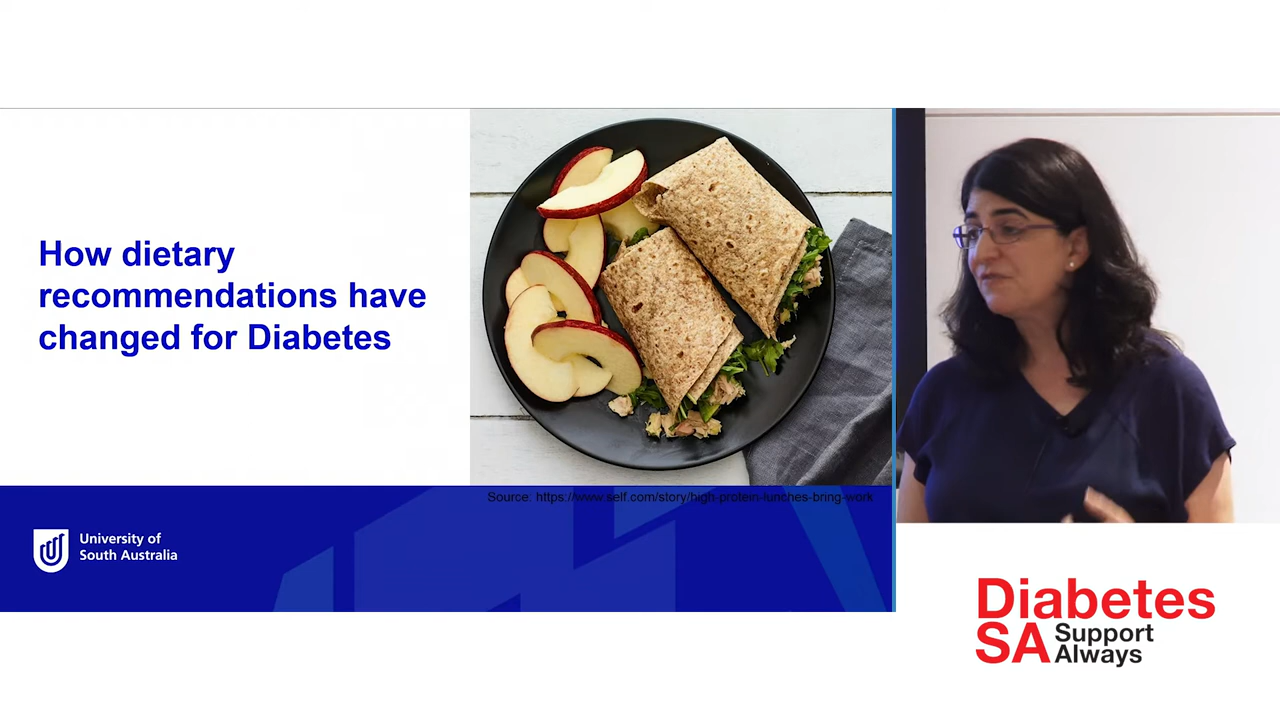 How dietary
recommendations have
changed for Diabetes
Source: https://www.self.com/story/high-protein-lunches-bring-work
University of
South Australia
Diabetes
SA Support
Always